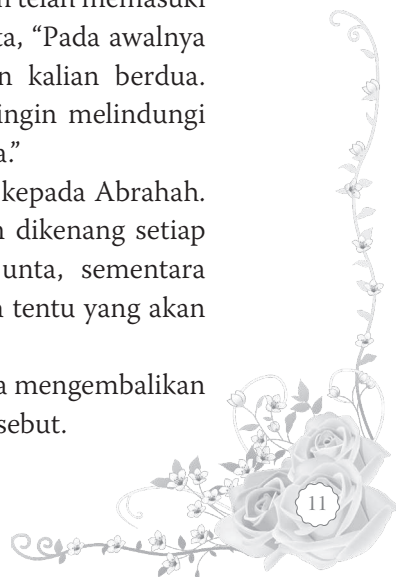 telah memasuki
ta, “Pada awalnya
n kalian berdua.
ingin melindungi
a.”
kepada Abrahah.
n dikenang setiap
unta, sementara
n tentu yang akan
a mengembalikan
sebut.
11